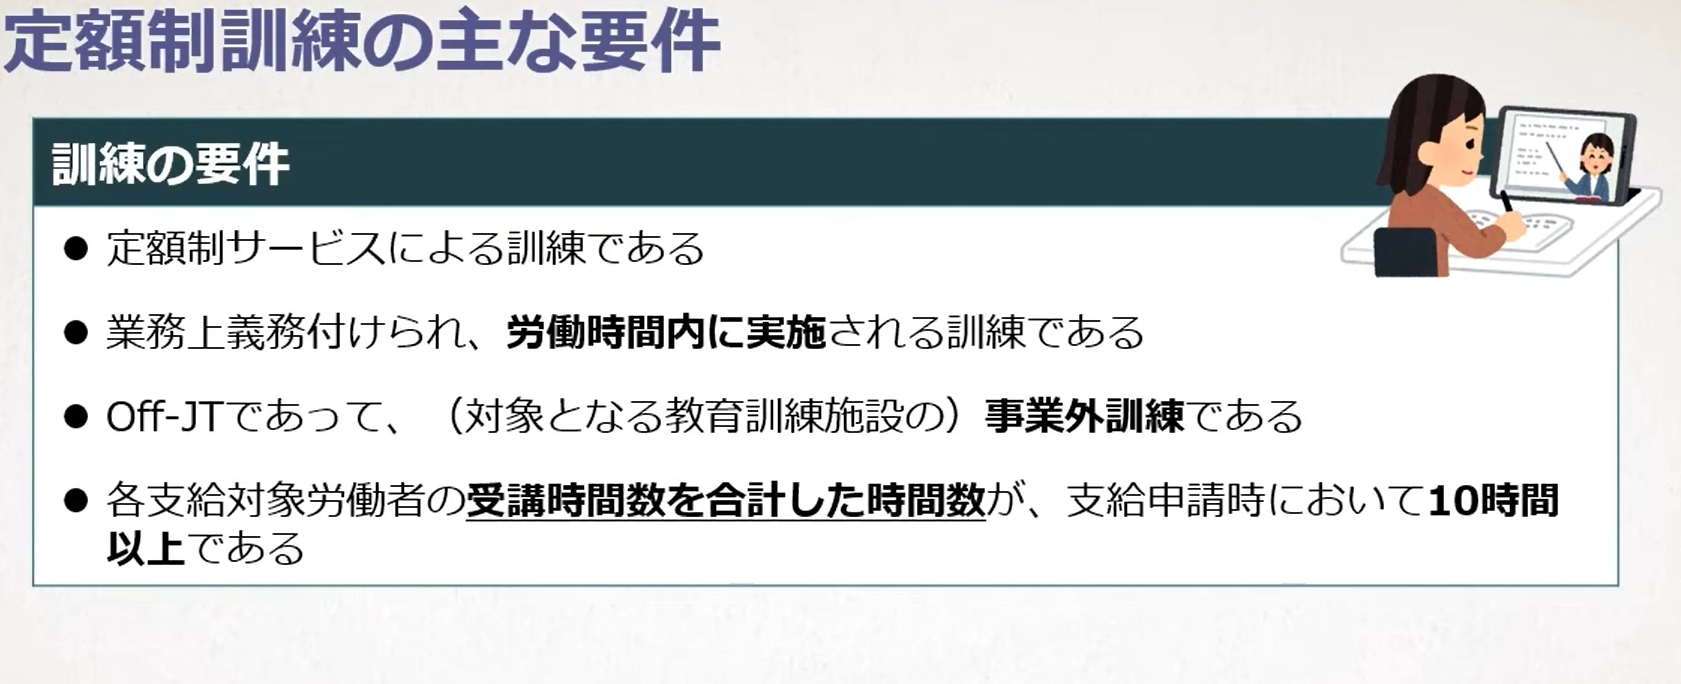 定額制訓練の主な要件
訓練の要件
● 定額制サービスによる訓練である
● 業務上義務付けられ、労働時間内に実施される訓練である
● Off-JTであって、（対象となる教育訓練施設の）事業外訓練である
● 各支給対象労働者の受講時間数を合計した時間数が、支給申請時において10時間
以上である